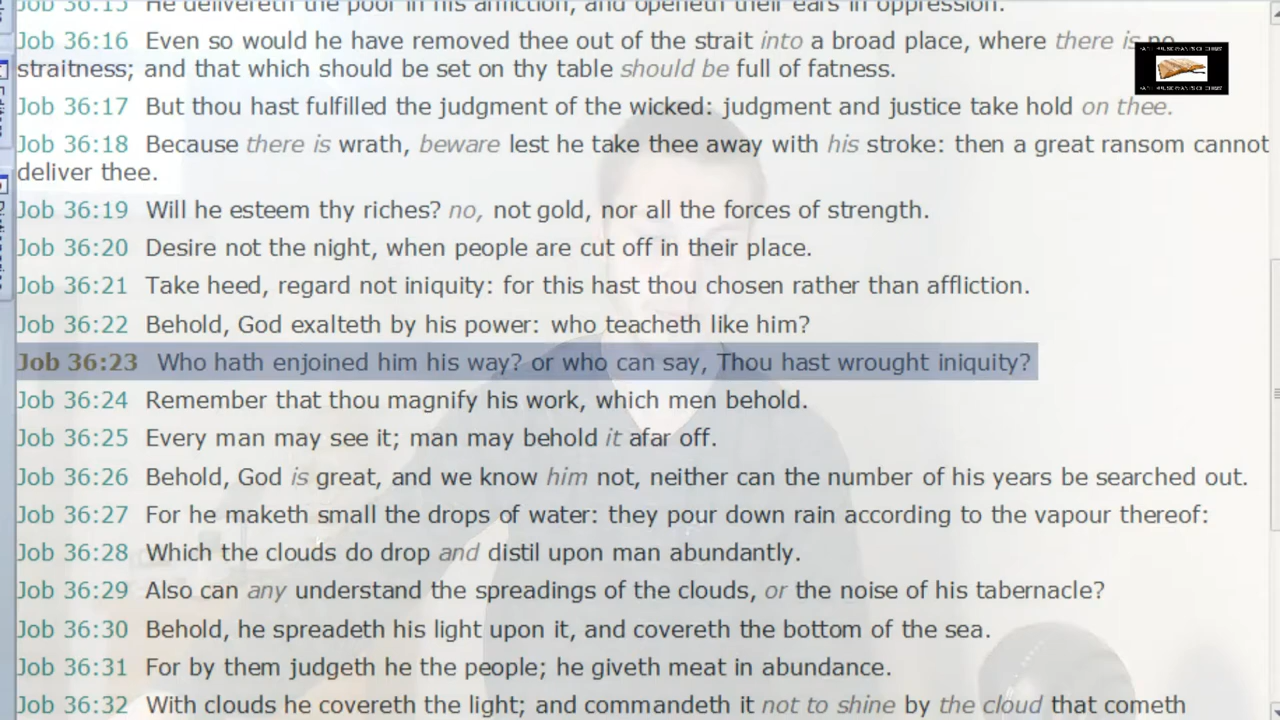 Job 36:15 He delivereth the poor in his affliction, and openeth their ears in oppression.
Job 36:16 Even so would he have removed thee out of the strait into a broad place, where there is no
straitness; and that which should be set on thy table should be full of fatness.
Job 36:17 But thou hast fulfilled the judgment of the wicked: judgment and justice take hold on thee.
Job 36:18 Because there is wrath, beware lest he take thee away with his stroke: then a great ransom cannot
deliver thee.
Job 36:19 Will he esteem thy riches? no, not gold, nor all the forces of strength.
Job 36:20 Desire not the night, when people are cut off in their place.
Job 36:21 Take heed, regard not iniquity: for this hast thou chosen rather than affliction.
Job 36:22 Behold, God exalteth by his power: who teacheth like him?
Job 36:23 Who hath enjoined him his way? or who can say, Thou hast wrought iniquity?
Job 36:24 Remember that thou magnify his work, which men behold.
Job 36:25 Every man may see it; man may behold it afar off.
Job 36:26 Behold, God is great, and we know him not, neither can the number of his years be searched out.
Job 36:27 For he maketh small the drops of water: they pour down rain according to the vapour thereof:
Job 36:28 Which the clouds do drop and distil upon man abundantly.
Job 36:29 Also can any understand the spreadings of the clouds, or the noise of his tabernacle?
Job 36:30 Behold, he spreadeth his light upon it, and covereth the bottom of the sea.
Job 36:31 For by them judgeth he the people; he giveth meat in abundance.
Job 36:32 With clouds he covereth the light; and commandeth it not to shine by the cloud that cometh